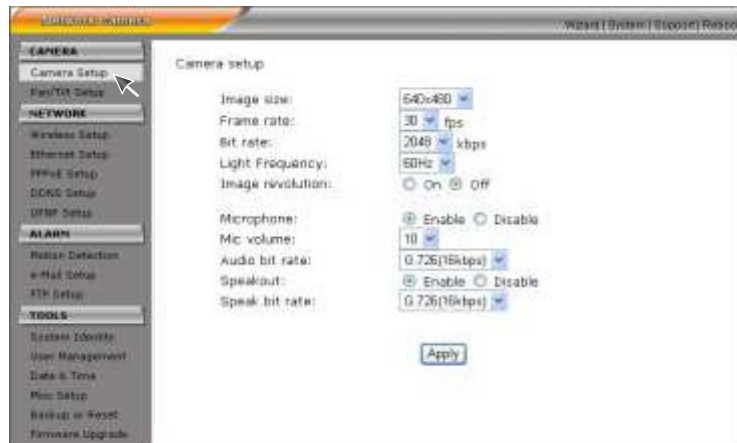 Wizard | System | Support | Reboot
CAMERA
Camera Setup
Pan/Tilt Setup
NETWORK
Wireless Setup
Ethernet Setup
PPPoE Setup
DDNS Setup
UPNP Setup
ALARM
Motion Detection
e-Mail Setup
FTP Setup
TOOLS
System Identity
User Management
Date & Time
Misc Setup
Backup or Reset
Firmware Upgrade
Camera setup
Image size: 640x480
Frame rate: 30 fps
Bit rate: 2048 kbps
Light Frequency: 60Hz
Image revolution: On Off
Microphone: Enable Disable
Mic volume: 10
Audio bit rate: G.726(16kbps)
Speakout: Enable Disable
Speak bit rate: G.726(16kbps)
Apply